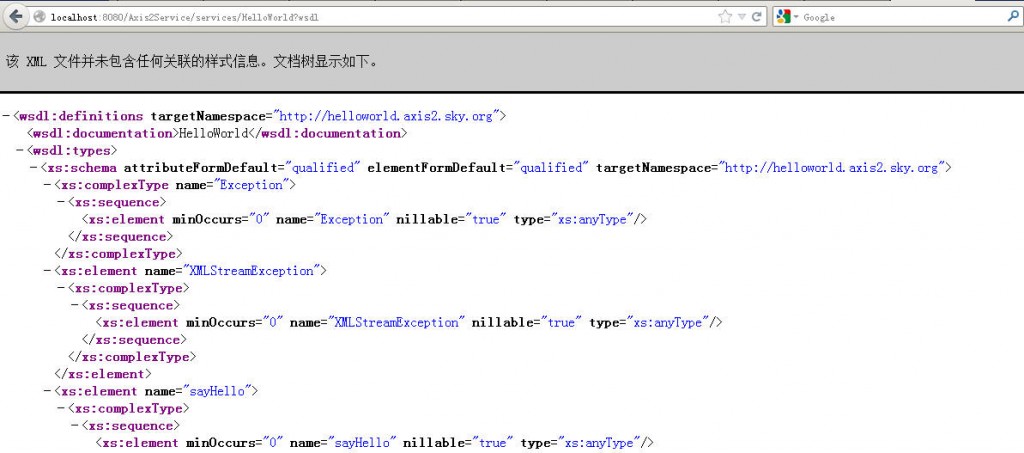 localhost:8080/Axis2Service/services/HelloWorld?wsdl
Google
该 XML 文件并未包含任何关联的样式信息。文档树显示如下。
-<wsdl:definitions targetNamespace="http://helloworld.axis2.sky.org">
<wsdl:documentation>HelloWorld</wsdl:documentation>
-<wsdl:types>
-<xs:schema attributeFormDefault="qualified" elementFormDefault="qualified" targetNamespace="http://helloworld.axis2.sky.org">
-<xs:complexType name="Exception">
-<xs:sequence>
<xs:element minOccurs="0" name="Exception" nillable="true" type="xs:anyType"/>
</xs:sequence>
</xs:complexType>
-<xs:element name="XMLStreamException">
-<xs:complexType>
-<xs:sequence>
<xs:element minOccurs="0" name="XMLStreamException" nillable="true" type="xs:anyType"/>
</xs:sequence>
</xs:complexType>
</xs:element>
-<xs:element name="sayHello">
-<xs:complexType>
-<xs:sequence>
<xs:element minOccurs="0" name="sayHello" nillable="true" type="xs:anyType"/>